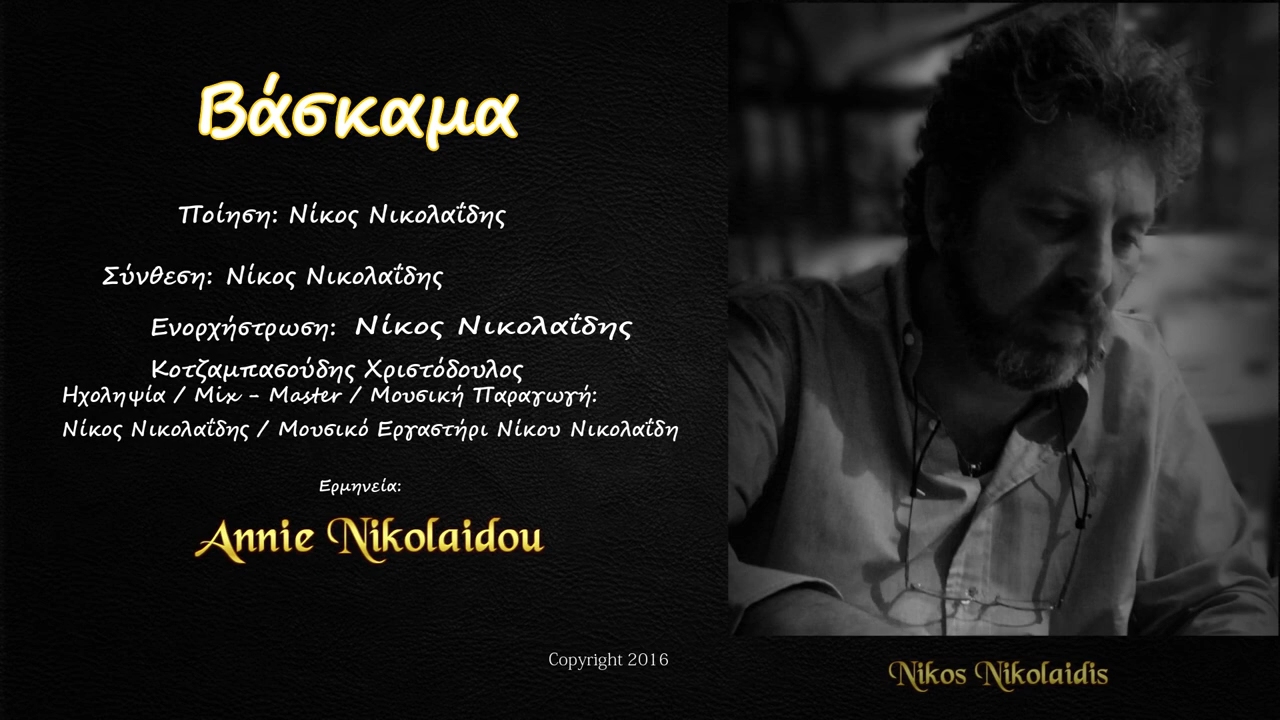 Βάσκαμα
Ποίηση: Νίκος Νικολαΐδης
Σύνθεση: Νίκος Νικολαΐδης
Ενορχήστρωση: Νίκος Νικολαΐδης
Κοτζαμπασούδης Χριστόδουλος
Ηχοληψία / Mix - Master / Μουσική Παραγωγή:
Νίκος Νικολαΐδης / Μουσικό Εργαστήρι Νίκου Νικολαΐδη
Ερμηνεία:
Annie Nikolaidou
Copyright 2016
Nikos Nikolaidis